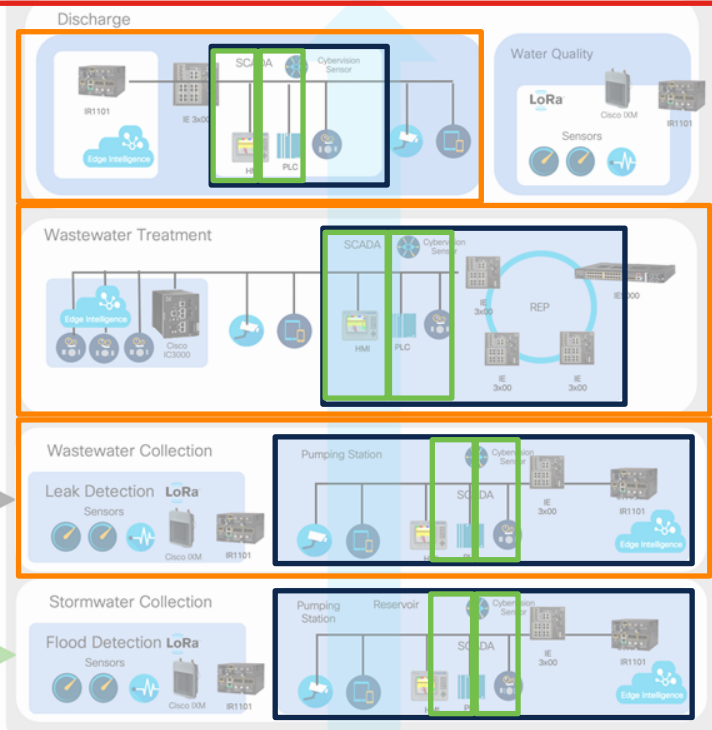 Discharge
SCADA
Cybervision
Sensor
IR1101
IE 3x00
Edge Intelligence
PLC
Water Quality
LoRa
Cisco IXM
IR1101
Sensors
Wastewater Treatment
SCADA
Cybervision
Sensor
Edge Intelligence
Cisco
IC3000
HMI
PLC
IE
3x00
REP
IE
3x00
IE
3x00
Wastewater Collection
Leak Detection LoRa
Sensors
Cisco IXM
IR1101
Pumping Station
Cybervision
Sensor
SCADA
IE
3x00
IR1101
Edge Intelligence
Stormwater Collection
Flood Detection LoRa
Sensors
Cisco IXM
IR1101
Pumping
Station
Reservoir
Cybervision
Sensor
SCADA
HMI
IE
3x00
IR1101
Edge Intelligence